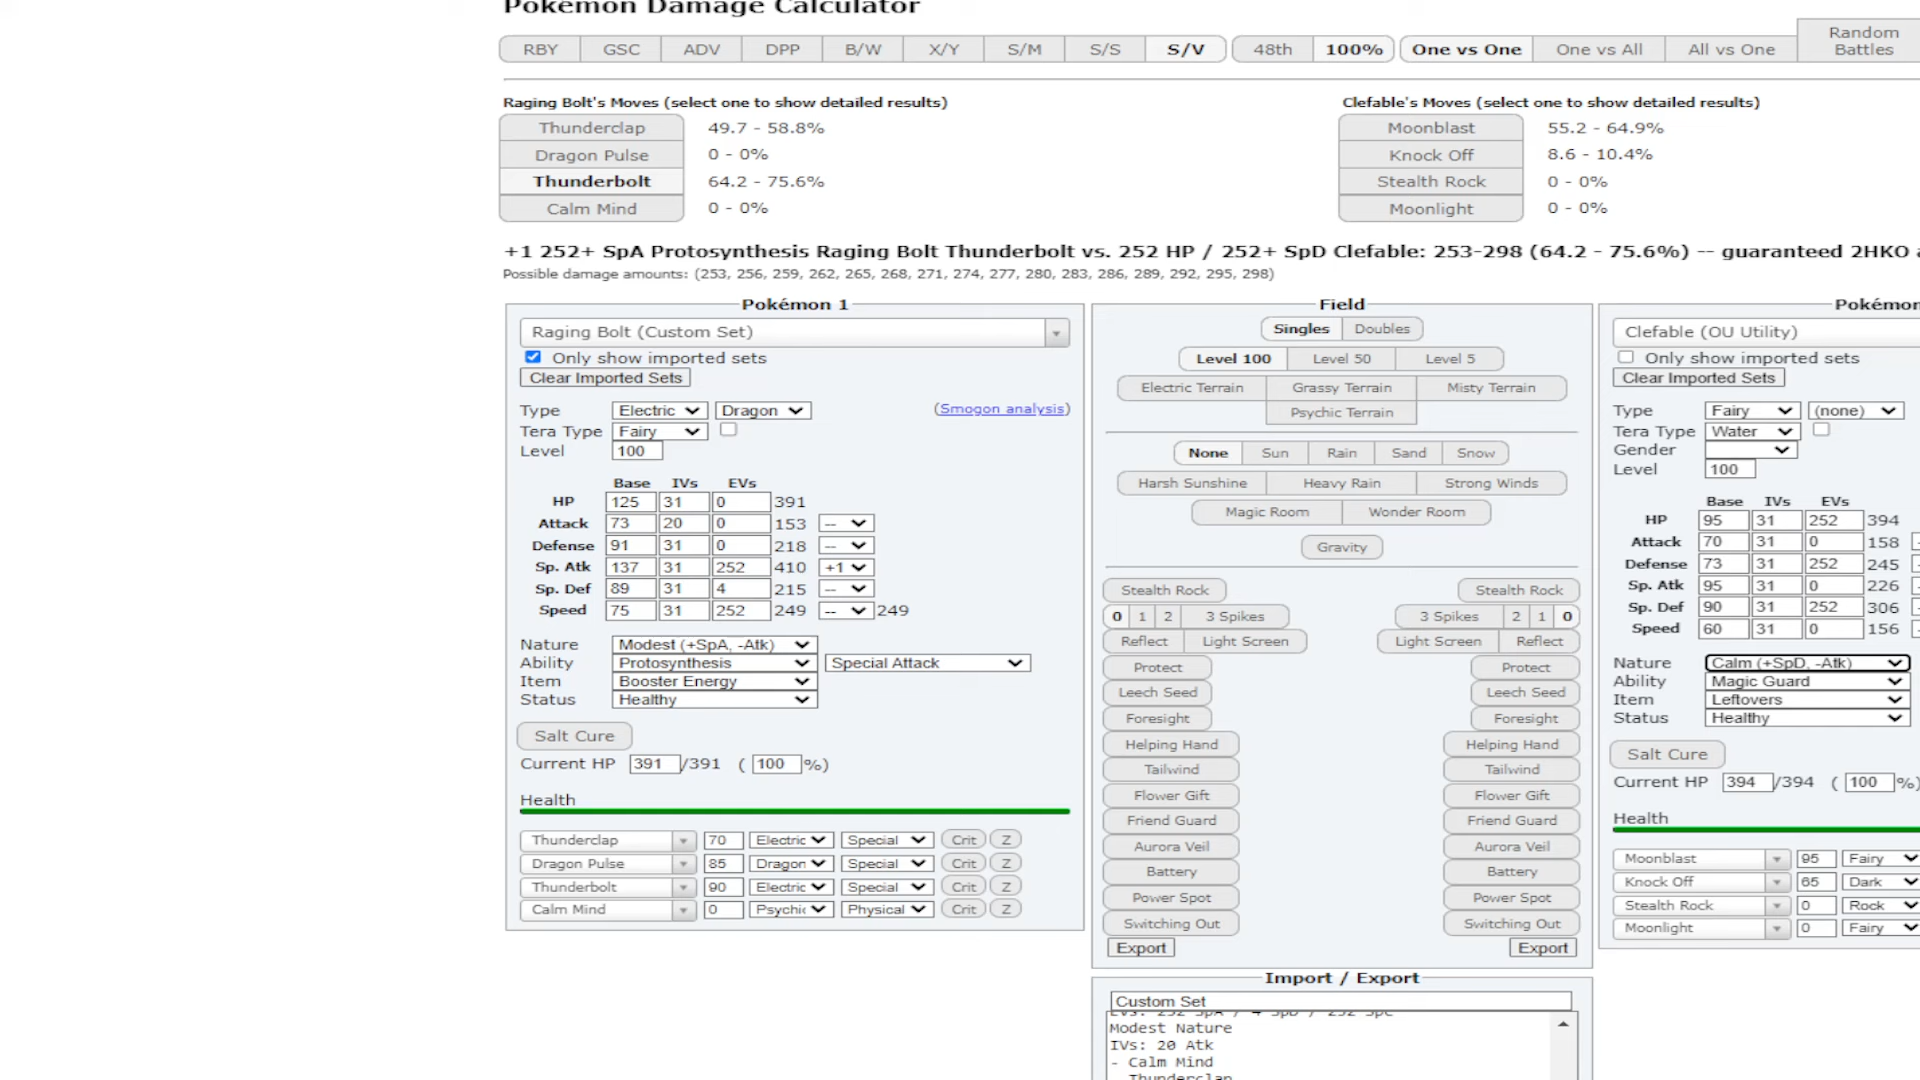 Pokémon Damage Calculator
RBY GSC ADV DPP B/W X/Y S/M S/S S/V 48th 100% One vs One One vs All All vs One Random Battles
Raging Bolt's Moves (select one to show detailed results)
Thunderclap 49.7 - 58.8%
Dragon Pulse 0 - 0%
Thunderbolt 64.2 - 75.6%
Calm Mind 0 - 0%
Clefable's Moves (select one to show detailed results)
Moonblast 55.2 - 64.9%
Knock Off 8.6 - 10.4%
Stealth Rock 0 - 0%
Moonlight 0 - 0%
+1 252+ SpA Protosynthesis Raging Bolt Thunderbolt vs. 252 HP / 252+ SpD Clefable: 253-298 (64.2 - 75.6%) -- guaranteed 2HKO a
Possible damage amounts: (253, 256, 259, 262, 265, 268, 271, 274, 277, 280, 283, 286, 289, 292, 295, 298)
Pokémon 1
Raging Bolt (Custom Set)
Only show imported sets
Clear Imported Sets
Type Electric Dragon (Smogon analysis)
Tera Type Fairy
Level 100
Base IVs EVs
HP 125 31 0 391
Attack 73 20 0 153 --
Defense 91 31 0 218 --
Sp. Atk 137 31 252 410 +1
Sp. Def 89 31 4 215 --
Speed 75 31 252 249 -- 249
Nature Modest (+SpA, -Atk)
Ability Protosynthesis Special Attack
Item Booster Energy
Status Healthy
Salt Cure
Current HP 391 /391 ( 100 %)
Health
Thunderclap 70 Electric Special Crit Z
Dragon Pulse 85 Dragon Special Crit Z
Thunderbolt 90 Electric Special Crit Z
Calm Mind 0 Psychic Physical Crit Z
Field
Singles Doubles
Level 100 Level 50 Level 5
Electric Terrain Grassy Terrain Misty Terrain
Psychic Terrain
None Sun Rain Sand Snow
Harsh Sunshine Heavy Rain Strong Winds
Magic Room Wonder Room
Gravity
Stealth Rock Stealth Rock
0 1 2 3 Spikes 3 Spikes 2 1 0
Reflect Light Screen Light Screen Reflect
Protect Protect
Leech Seed Leech Seed
Foresight Foresight
Helping Hand Helping Hand
Tailwind Tailwind
Flower Gift Flower Gift
Friend Guard Friend Guard
Aurora Veil Aurora Veil
Battery Battery
Power Spot Power Spot
Switching Out Switching Out
Export Export
Import / Export
Custom Set
EVs: 252 SpA / 4 SpD / 252 Spe
Modest Nature
IVs: 20 Atk
- Calm Mind
Thunderclap
Pokémon
Clefable (OU Utility)
Only show imported sets
Clear Imported Sets
Type Fairy (none)
Tera Type Water
Gender
Level 100
Base IVs EVs
HP 95 31 252 394
Attack 70 31 0 158
Defense 73 31 252 245
Sp. Atk 95 31 0 226
Sp. Def 90 31 252 306
Speed 60 31 0 156
Nature Calm (+SpD, -Atk)
Ability Magic Guard
Item Leftovers
Status Healthy
Salt Cure
Current HP 394 /394 ( 100 %)
Health
Moonblast 95 Fairy
Knock Off 65 Dark
Stealth Rock 0 Rock
Moonlight 0 Fairy